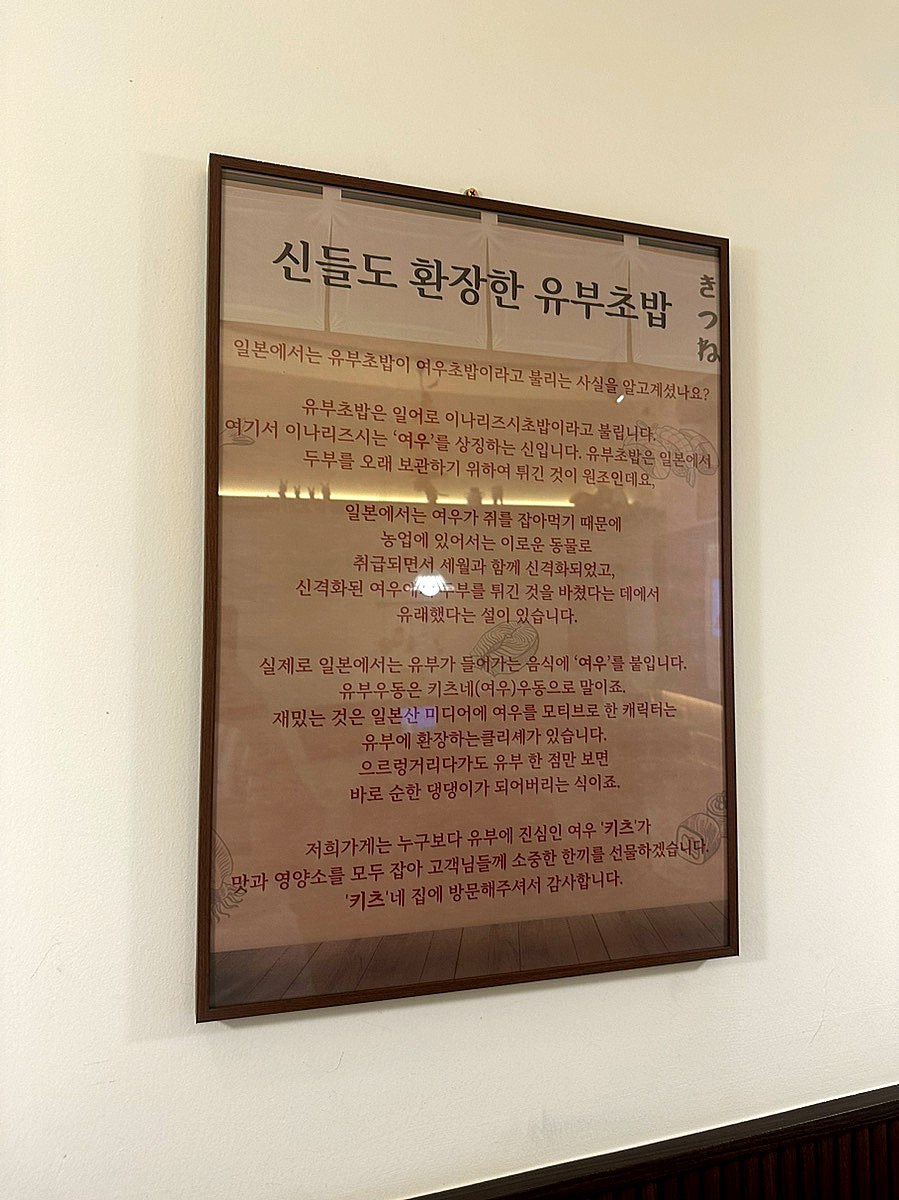 신들도 환장한 유부초밥
きつね
일본에서는 유부초밥이 여우초밥이라고 불리는 사실을 알고계셨나요?
유부초밥은 일어로 이나리즈시초밥이라고 불립니다.
여기서 이나리즈시는 '여우'를 상징하는 신입니다. 유부초밥은 일본에서
두부를 오래 보관하기 위하여 튀긴 것이 원조인데요,
일본에서는 여우가 쥐를 잡아먹기 때문에
농업에 있어서는 이로운 동물로
취급되면서 세월과 함께 신격화되었고,
신격화된 여우에 두부를 튀긴 것을 바쳤다는 데에서
유래했다는 설이 있습니다.
실제로 일본에서는 유부가 들어가는 음식에 '여우'를 붙입니다.
유부우동은 키츠네(여우)우동으로 말이죠.
재밌는 것은 일본산 미디어에 여우를 모티브로 한 캐릭터는
유부에 환장하는클리셰가 있습니다.
으르렁거리다가도 유부 한 점만 보면
바로 순한 댕댕이가 되어버리는 식이죠.
저희가게는 누구보다 유부에 진심인 여우 '키츠'가
맛과 영양소를 모두 잡아 고객님들께 소중한 한끼를 선물하겠습니다.
'키츠'네 집에 방문해주셔서 감사합니다.